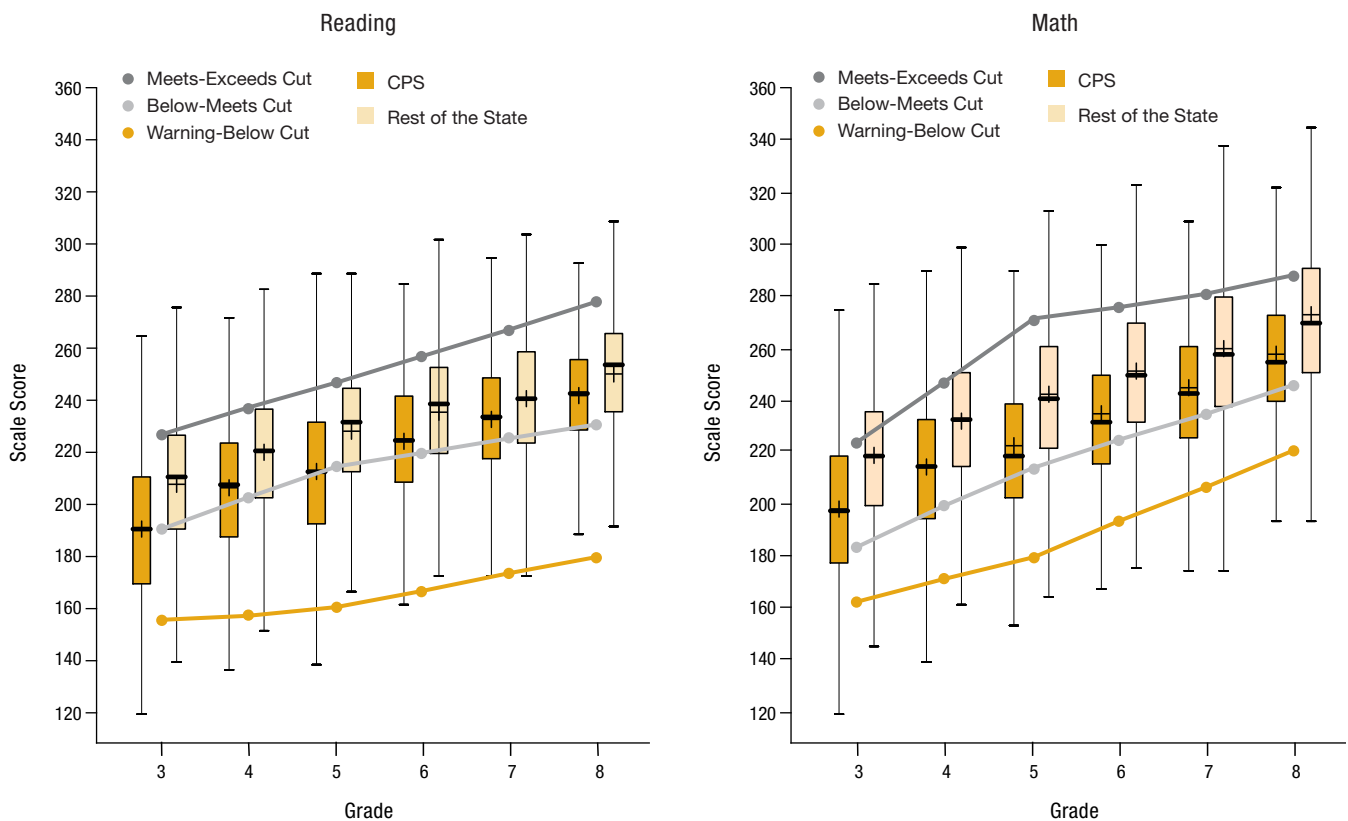 Reading
Meets-Exceeds Cut
Below-Meets Cut
Warning-Below Cut
CPS
Rest of the State
Scale Score
360
340
320
300
280
260
240
220
200
180
160
140
120
3 4 5 6 7 8
Grade
Math
Meets-Exceeds Cut
Below-Meets Cut
Warning-Below Cut
CPS
Rest of the State
Scale Score
360
340
320
300
280
260
240
220
200
180
160
140
120
3 4 5 6 7 8
Grade